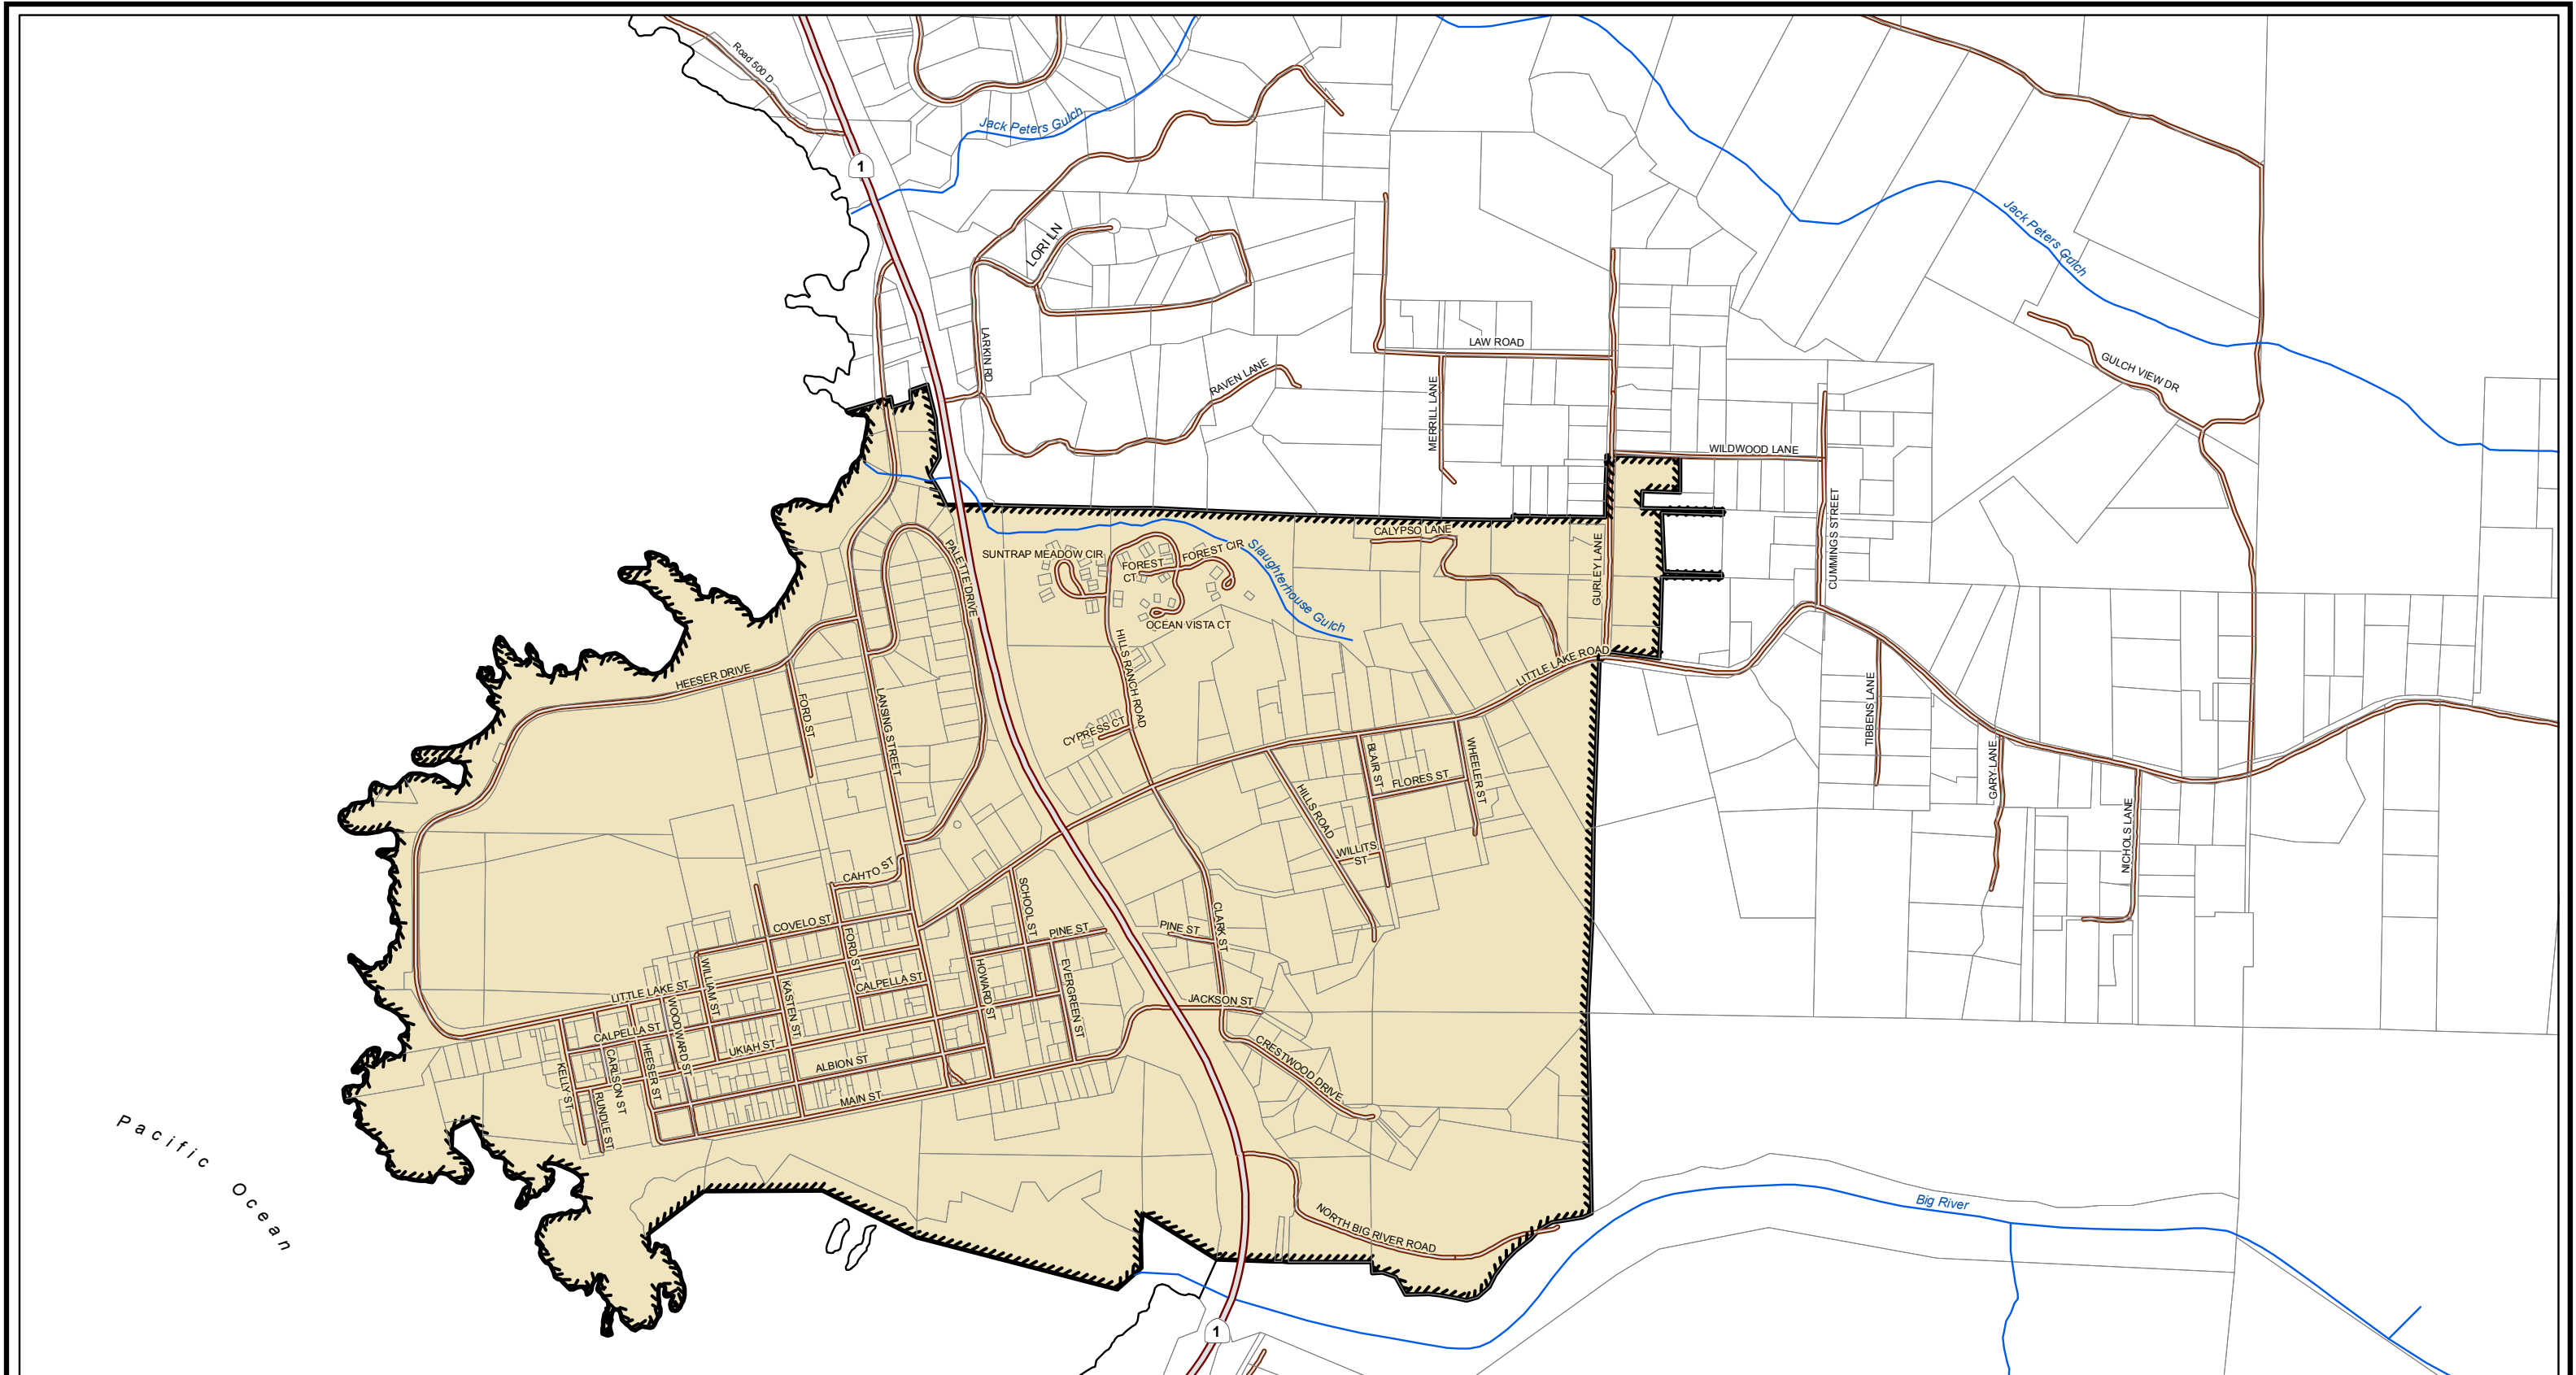 Road 500 D
Jack Peters Gulch
1
Jack Peters Gulch
LORI LN
LARKIN RD
LAW ROAD
GULCH VIEW DR
RAVEN LANE
MERRILL LANE
WILDWOOD LANE
CUMMINGS STREET
CALYPSO LANE
PALETTE DRIVE
SUNTRAP MEADOW CIR
FOREST CIR
FOREST
CT
Slaughterhouse Gulch
GURLEY LANE
OCEAN VISTA CT
HILLS RANCH ROAD
LITTLE LAKE ROAD
HEESER DRIVE
FORD ST
LANSING STREET
CYPRESS CT
TIBBENS LANE
BLAIR ST
WHEELER ST
FLORES ST
GARY LANE
HILLS ROAD
NICHOLS LANE
WILLITS
ST
CAHTO ST
SCHOOL ST
CLARK ST
COVELO ST
PINE ST
PINE ST
FORD ST
WILLIAM ST
KASTEN ST
CALPELLA ST
HOWARD ST
EVERGREEN ST
LITTLE LAKE ST
WOODWARD ST
JACKSON ST
CALPELLA ST
UKIAH ST
CRESTWOOD DRIVE
HEESER ST
CARLSON ST
KELLY ST
ALBION ST
RUNDLE ST
MAIN ST
Pacific Ocean
Big River
NORTH BIG RIVER ROAD
1